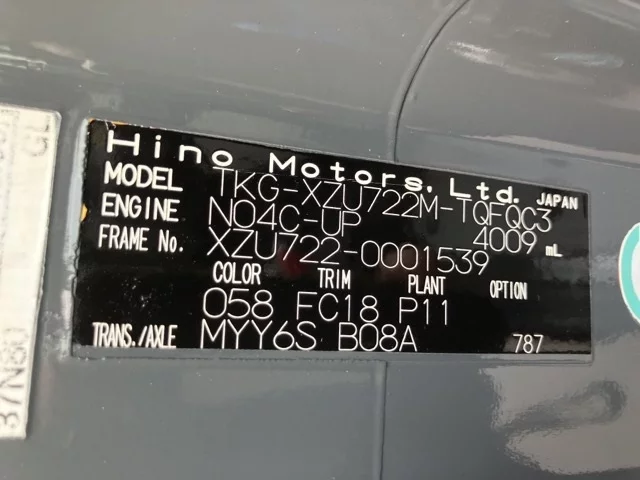 Hino Motors, Ltd. JAPAN
MODEL TKG-XZU722M-TQFQC3
ENGINE N04C-UP 4009 mL
FRAME No. XZU722-0001539
COLOR TRIM PLANT OPTION
058 FC18 P11
TRANS./AXLE MYY6S B08A 787